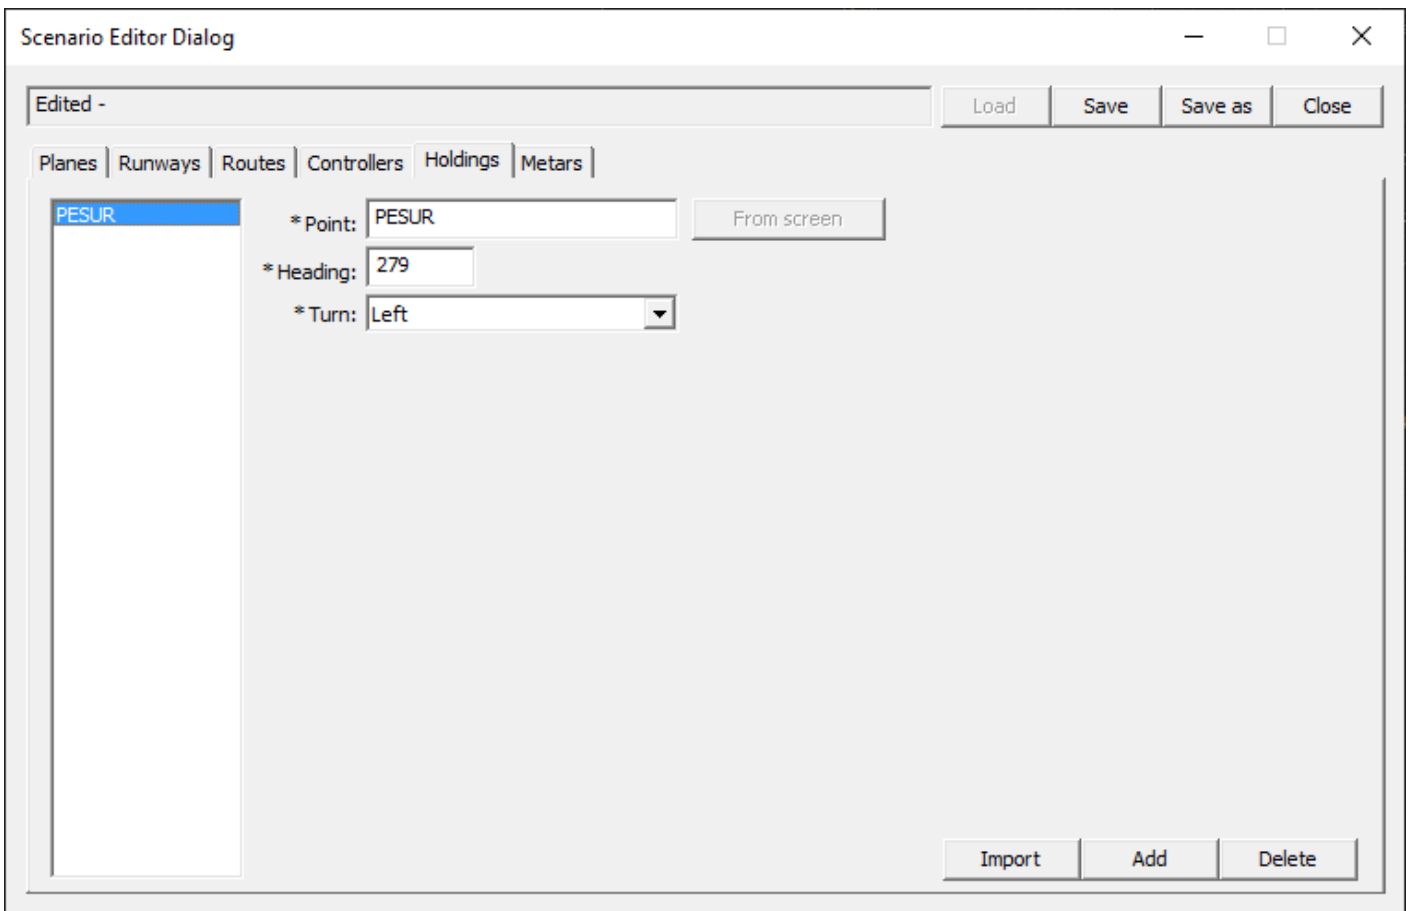 Scenario Editor Dialog
Edited -
Load Save Save as Close
Planes Runways Routes Controllers Holdings Metars
PESUR
*Point: PESUR From screen
*Heading: 279
*Turn: Left
Import Add Delete